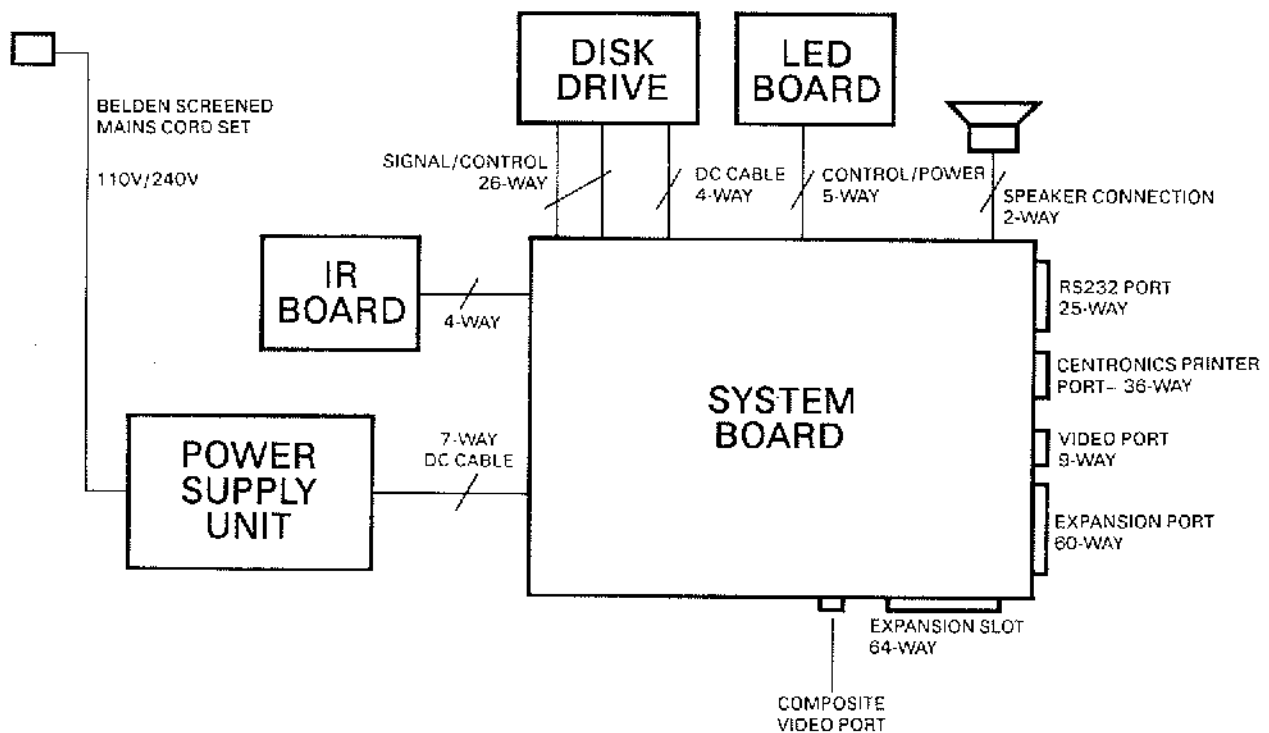 DISK
DRIVE
LED
BOARD
BELDEN SCREENED
MAINS CORD SET
110V/240V
SIGNAL/CONTROL
26-WAY
DC CABLE
4-WAY
CONTROL/POWER
5-WAY
SPEAKER CONNECTION
2-WAY
IR
BOARD
4-WAY
RS232 PORT
25-WAY
CENTRONICS PRINTER
PORT– 36-WAY
SYSTEM
BOARD
VIDEO PORT
9-WAY
7-WAY
DC CABLE
POWER
SUPPLY
UNIT
EXPANSION PORT
60-WAY
EXPANSION SLOT
64-WAY
COMPOSITE
VIDEO PORT